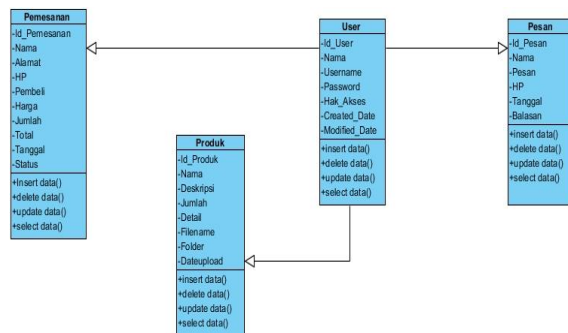 Pemesanan
-Id_Pemesanan
-Nama
-Alamat
-HP
-Pembeli
-Harga
-Jumlah
-Total
-Tanggal
-Status
+Insert data()
+delete data()
+update data()
+select data()
User
-Id_User
-Nama
-Username
-Password
-Hak_Akses
-Created_Date
-Modified_Date
+insert data()
+delete data()
+update data()
+select data()
Pesan
-Id_Pesan
-Nama
-Pesan
-HP
-Tanggal
-Balasan
+insert data()
+delete data()
+update data()
+select data()
Produk
-Id_Produk
-Nama
-Deskripsi
-Jumlah
-Detail
-Filename
-Folder
-Dateupload
+insert data()
+delete data()
+update data()
+select data()